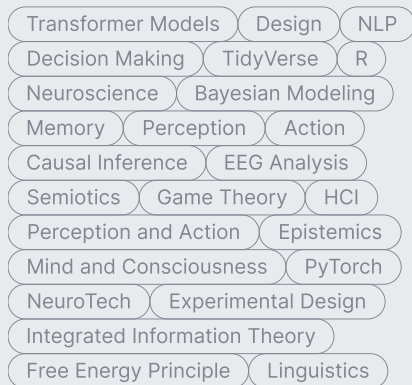 Transformer Models Design NLP
Decision Making TidyVerse R
Neuroscience Bayesian Modeling
Memory Perception Action
Causal Inference EEG Analysis
Semiotics Game Theory HCI
Perception and Action Epistemics
Mind and Consciousness PyTorch
NeuroTech Experimental Design
Integrated Information Theory
Free Energy Principle Linguistics